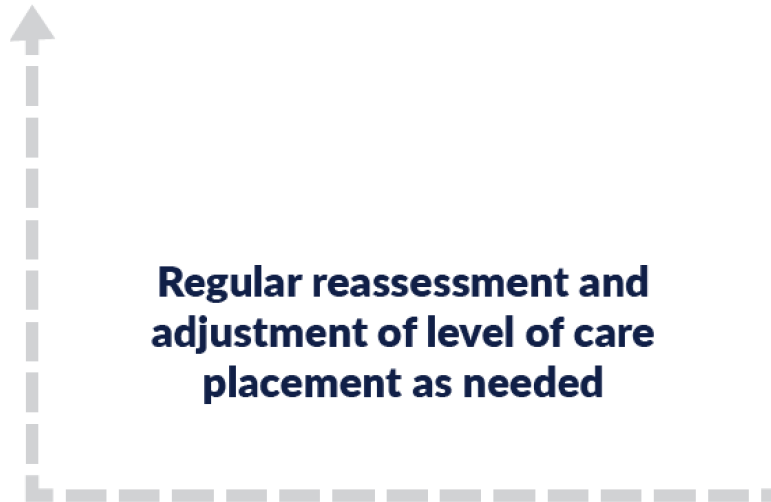 Regular reassessment and
adjustment of level of care
placement as needed